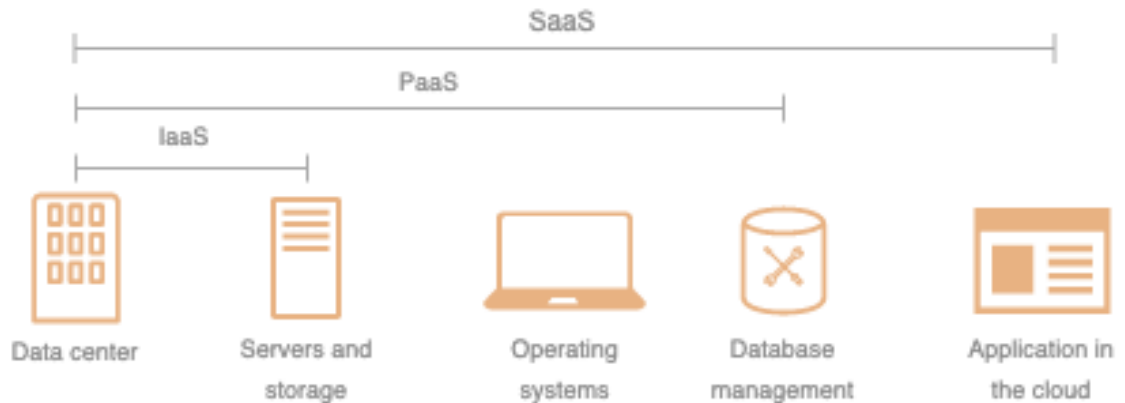 SaaS
PaaS
IaaS
Data center
Servers and
storage
Operating
systems
Database
management
Application in
the cloud